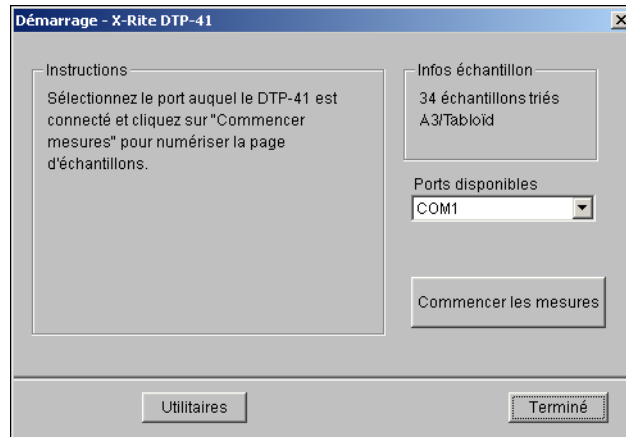 Démarrage - X-Rite DTP-41
Instructions
Sélectionnez le port auquel le DTP-41 est
connecté et cliquez sur "Commencer
mesures" pour numériser la page
d'échantillons.
Infos échantillon
34 échantillons triés
A3/Tabloïd
Ports disponibles
COM1
Commencer les mesures
Utilitaires
Terminé